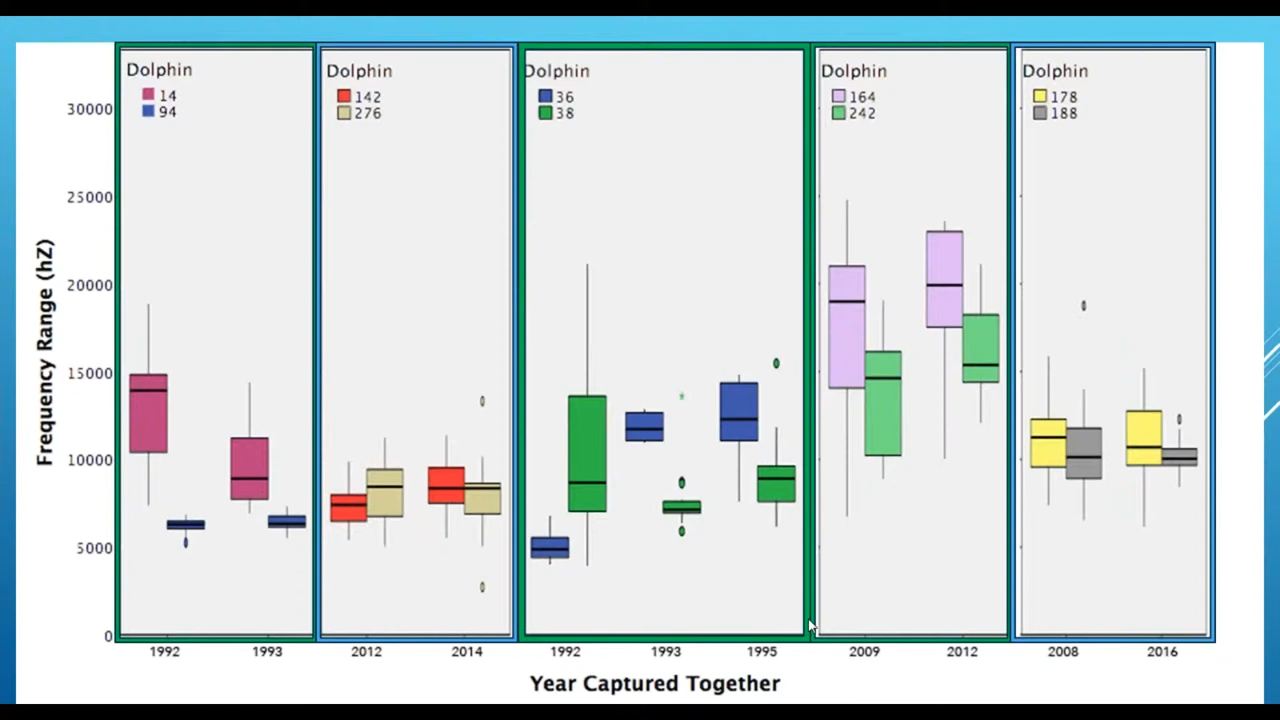 Dolphin
14
94
Dolphin
142
276
Dolphin
36
38
Dolphin
164
242
Dolphin
178
188
Frequency Range (hZ)
30000
25000
20000
15000
10000
5000
0
1992 1993 2012 2014 1992 1993 1995 2009 2012 2008 2016
Year Captured Together